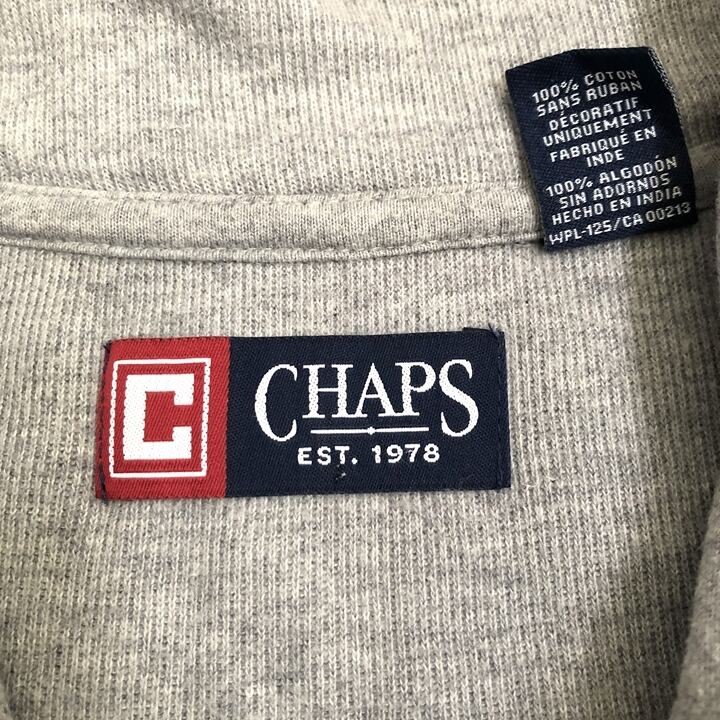 100% COTON
SANS RUBAN
DÉCORATIF
UNIQUEMENT
FABRIQUÉ EN
INDE
100% ALGODÓN
SIN ADORNOS
HECHO EN INDIA
WPL-125/CA 00213
C CHAPS
EST. 1978